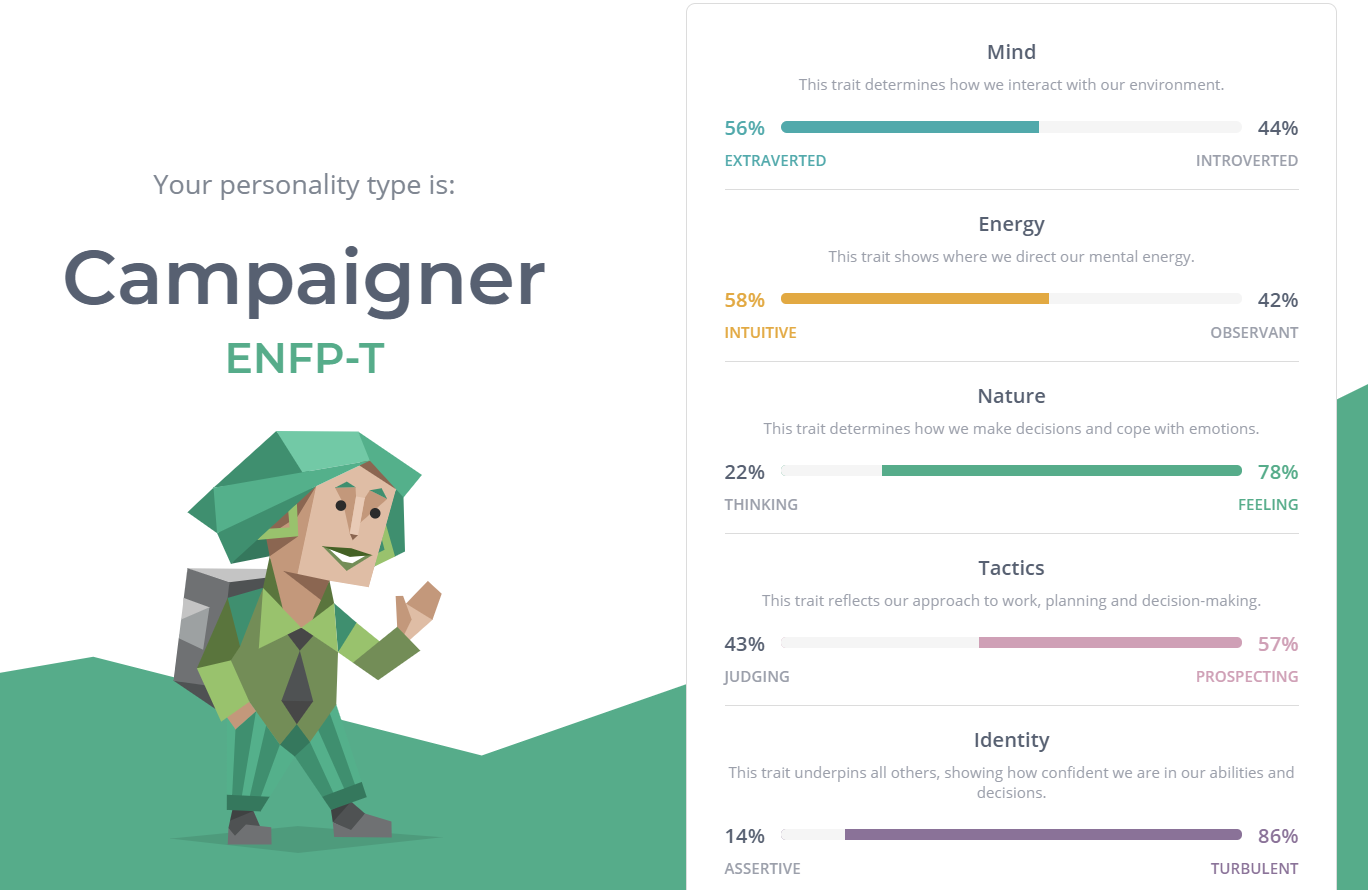 Your personality type is:
Campaigner
ENFP-T
Mind
This trait determines how we interact with our environment.
56% 44%
EXTRAVERTED INTROVERTED
Energy
This trait shows where we direct our mental energy.
58% 42%
INTUITIVE OBSERVANT
Nature
This trait determines how we make decisions and cope with emotions.
22% 78%
THINKING FEELING
Tactics
This trait reflects our approach to work, planning and decision-making.
43% 57%
JUDGING PROSPECTING
Identity
This trait underpins all others, showing how confident we are in our abilities and
decisions.
14% 86%
ASSERTIVE TURBULENT